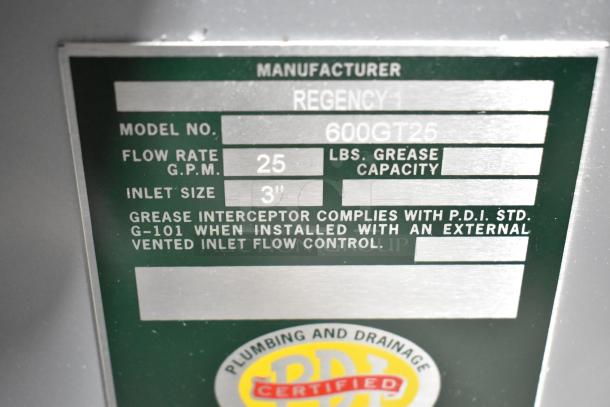 MANUFACTURER
REGENCY
MODEL NO. 600GT25
FLOW RATE G.P.M. 25 LBS. GREASE CAPACITY
INLET SIZE 3"
GREASE INTERCEPTOR COMPLIES WITH P.D.I. STD.
G-101 WHEN INSTALLED WITH AN EXTERNAL
VENTED INLET FLOW CONTROL.
PLUMBING AND DRAINAGE
PDI
CERTIFIED